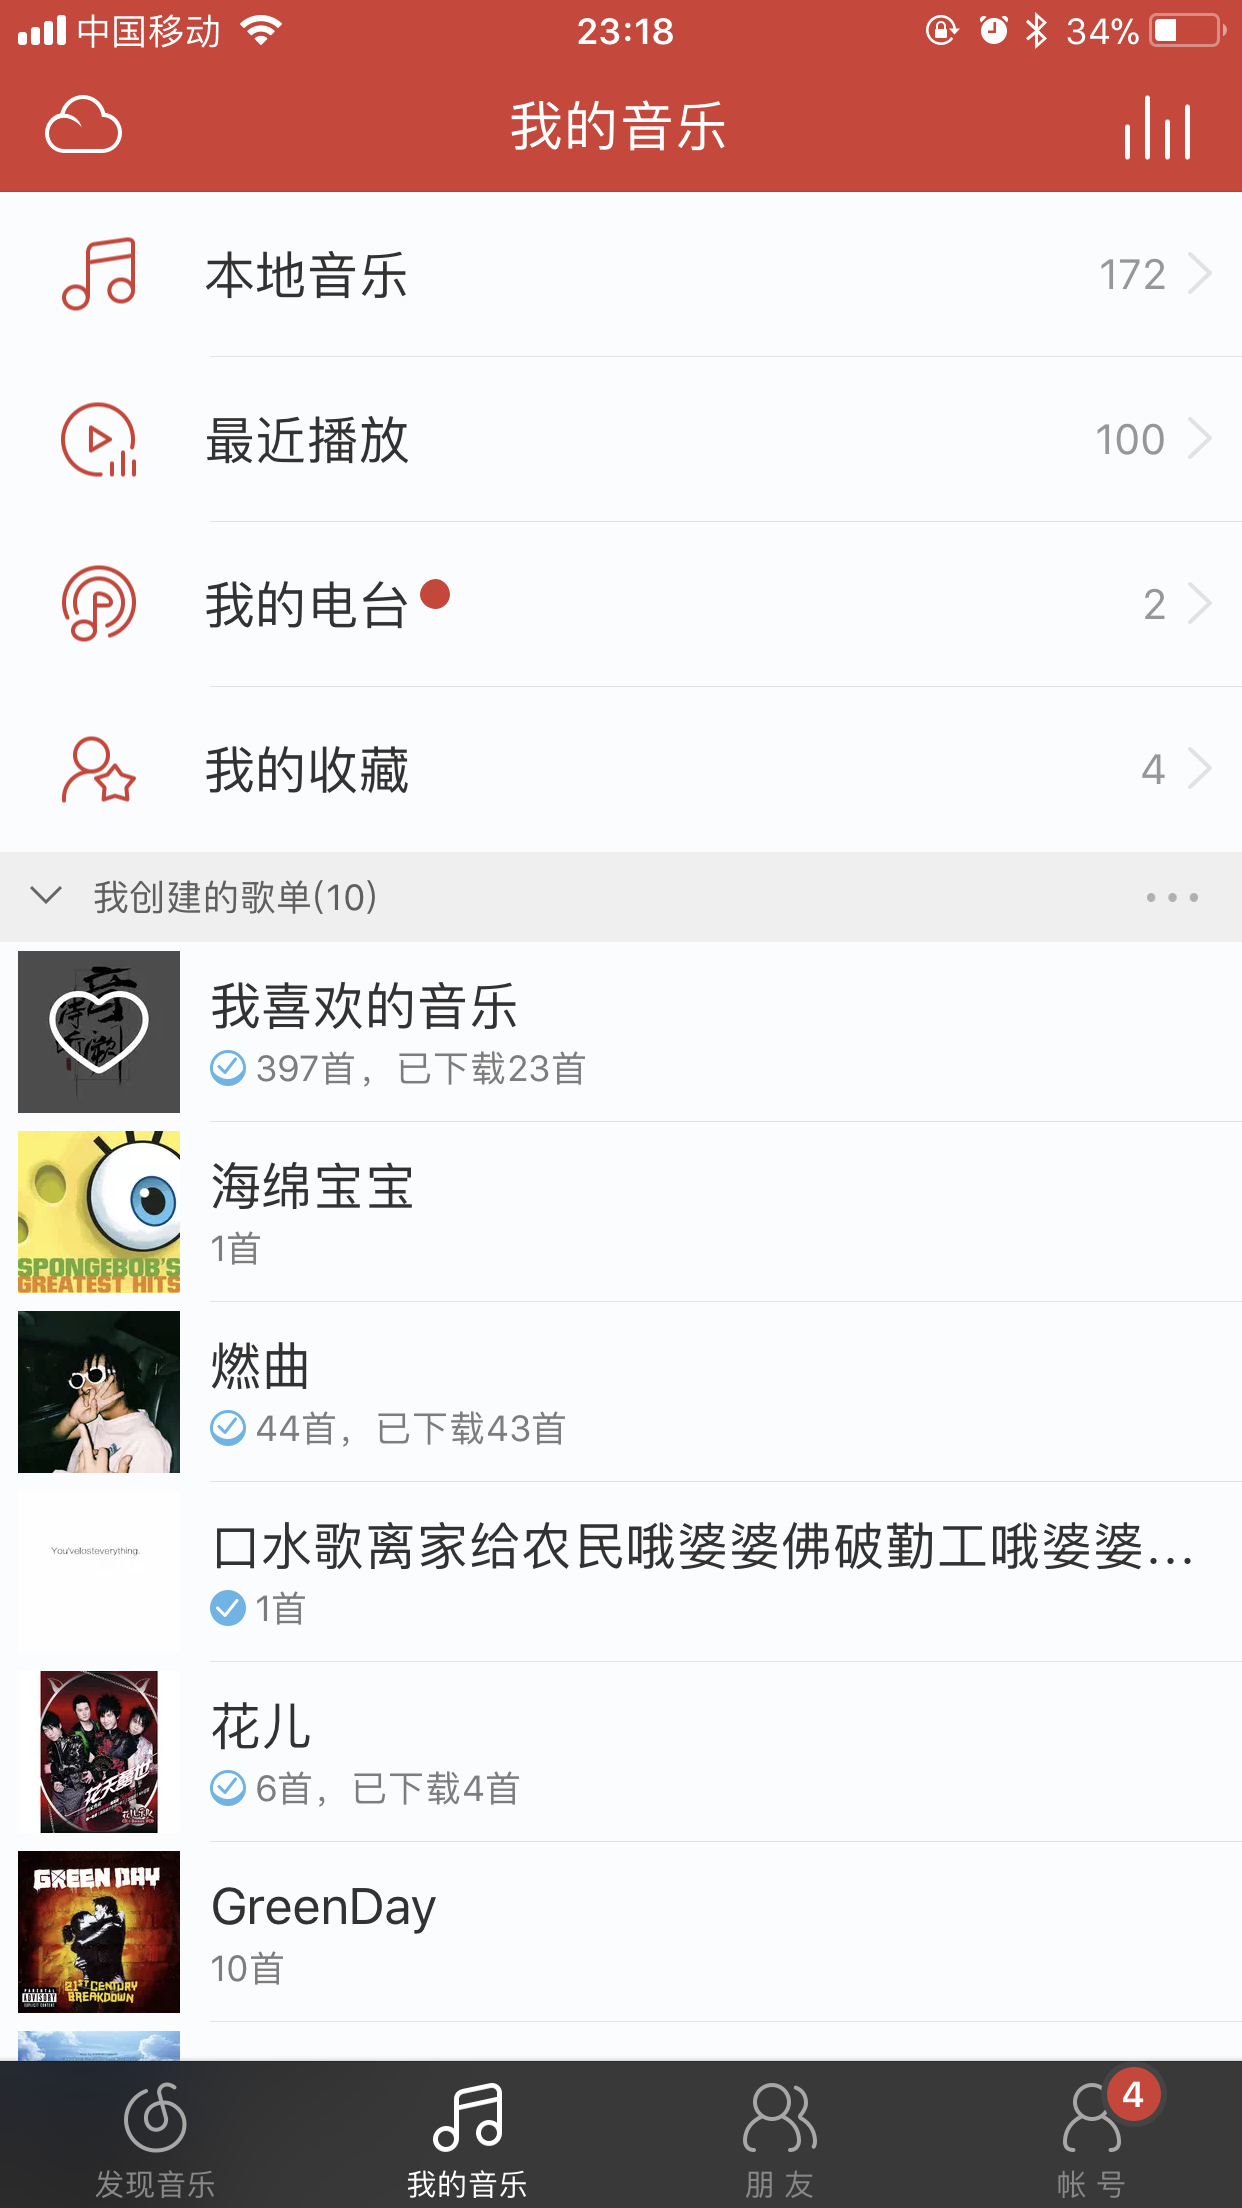 中国移动
23:18
34%
我的音乐
本地音乐
172
最近播放
100
我的电台
2
我的收藏
4
我创建的歌单(10)
我喜欢的音乐
397首，已下载23首
SPONGEBOB'S
GREATEST HITS
海绵宝宝
1首
燃曲
44首，已下载43首
You'velosteverything.
口水歌离家给农民哦婆婆佛破勤工哦婆婆...
1首
花儿
6首，已下载4首
GREEN DAY
21ST CENTURY
BREAKDOWN
PARENTAL
ADVISORY
EXPLICIT CONTENT
GreenDay
10首
发现音乐
我的音乐
朋友
帐号
4